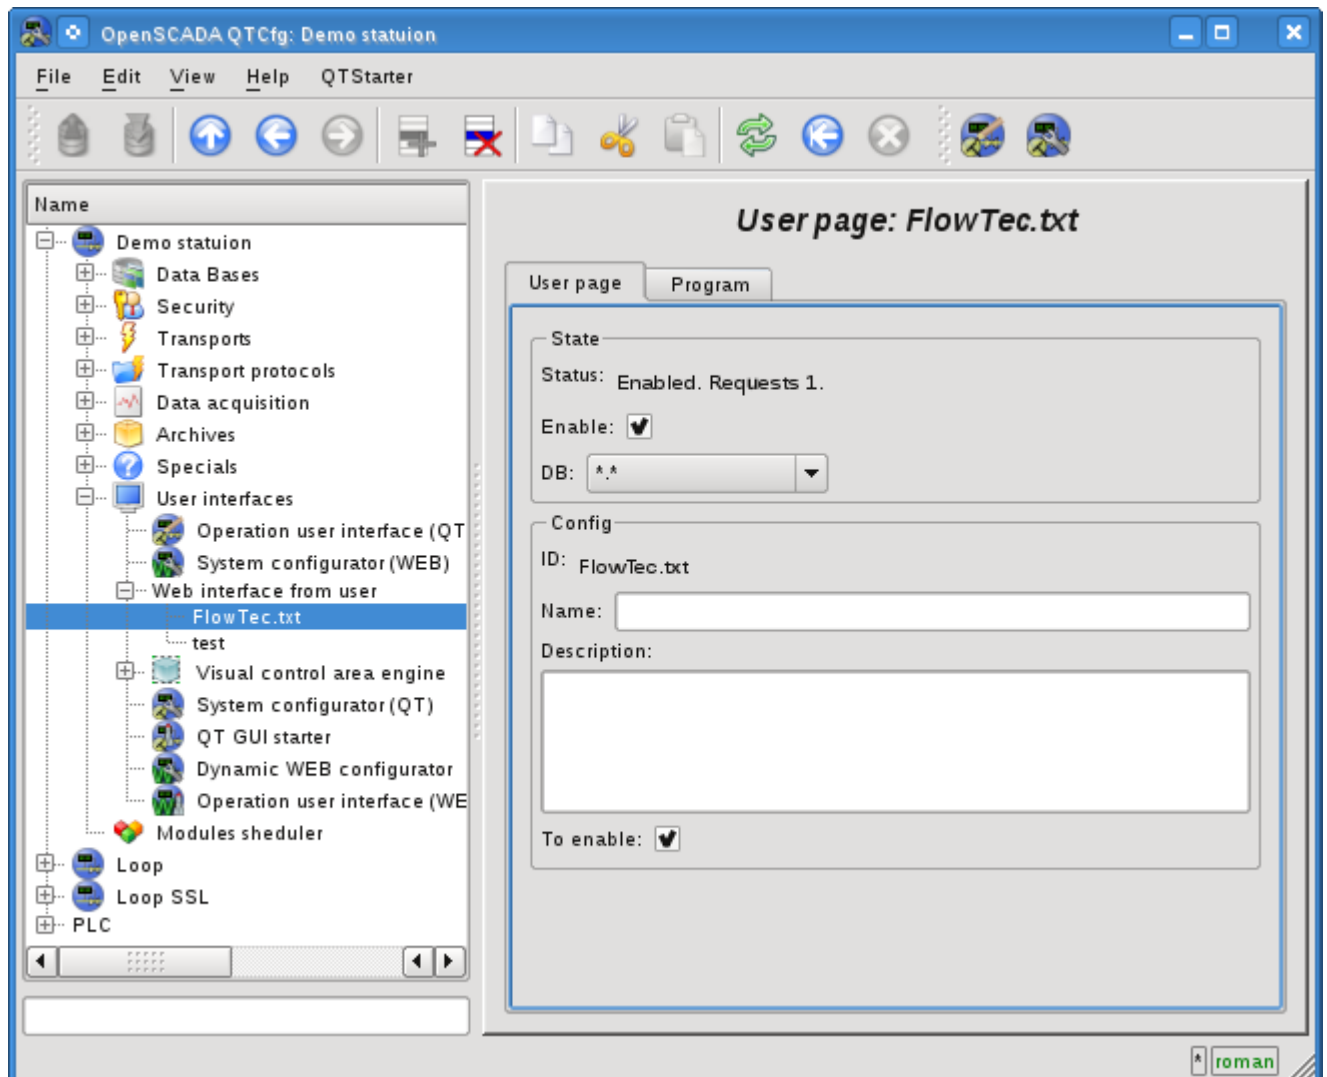 OpenSCADA QTCfg: Demo statuion
File Edit View Help QTStarter
Name
Demo statuion
Data Bases
Security
Transports
Transport protocols
Data acquisition
Archives
Specials
User interfaces
Operation user interface (QT
System configurator (WEB)
Web interface from user
FlowTec.txt
test
Visual control area engine
System configurator (QT)
QT GUI starter
Dynamic WEB configurator
Operation user interface (WE
Modules sheduler
Loop
Loop SSL
PLC
User page: FlowTec.txt
User page Program
State
Status: Enabled. Requests 1.
Enable:
DB: *.*
Config
ID: FlowTec.txt
Name:
Description:
To enable:
* roman